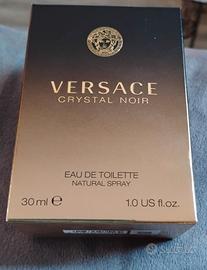 VERSACE
CRYSTAL NOIR
EAU DE TOILETTE
NATURAL SPRAY
30 ml ℮ 1.0 US fl.oz.